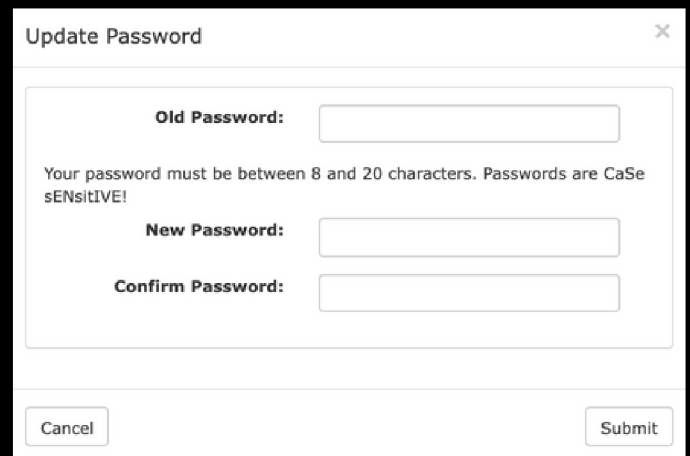 Update Password ×
Old Password:
Your password must be between 8 and 20 characters. Passwords are CaSe
sENsitIVE!
New Password:
Confirm Password:
Cancel Submit